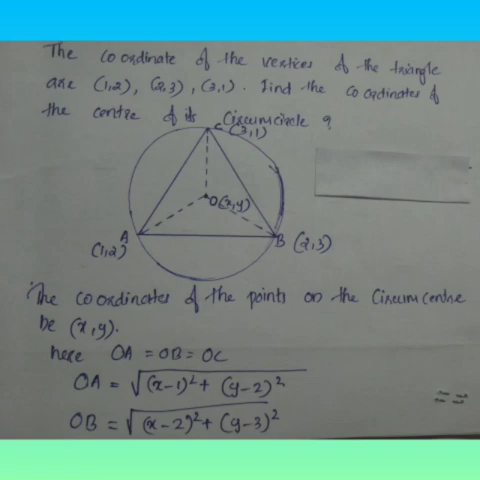 The coordinate of the vertices of the triangle
are (1,2), (2,3), (3,1). Find the coordinates of
the centre of its Circumcircle ?
C(3,1)
O(x,y)
A
(1,2)
B (2,3)
The coordinates of the points on the Circumcentre
be (x,y).
here OA = OB = OC
OA = √(x-1)²+ (y-2)²
OB = √(x-2)²+ (y-3)²